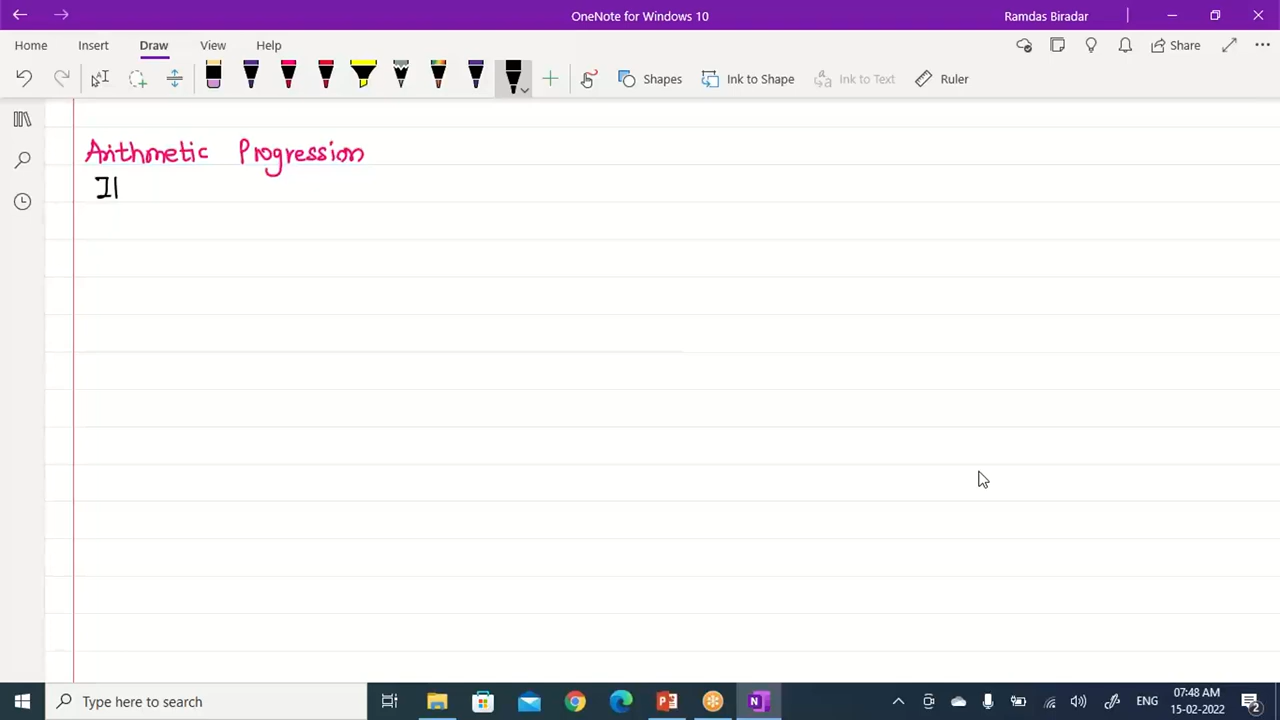 OneNote for Windows 10
Ramdas Biradar
Home Insert Draw View Help
Share
Shapes Ink to Shape Ink to Text Ruler
Arithmetic Progression
Type here to search
ENG
07:48 AM
15-02-2022
2